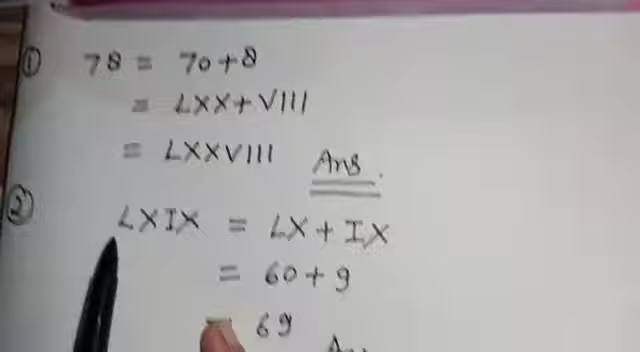 ① 78 = 70+8
= LXX+VIII
= LXXVIII Ans.
② LXIX = LX+IX
= 60+9
= 69